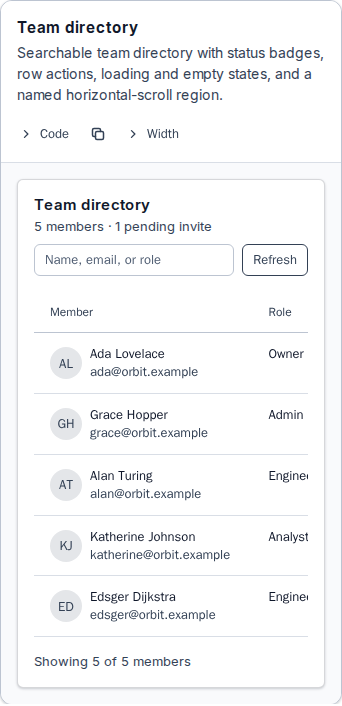 Team directory
Searchable team directory with status badges,
row actions, loading and empty states, and a
named horizontal-scroll region.
Code
Width
Team directory
5 members · 1 pending invite
Name, email, or role
Refresh
Member Role
AL Ada Lovelace Owner
ada@orbit.example
GH Grace Hopper Admin
grace@orbit.example
AT Alan Turing
alan@orbit.example
KJ Katherine Johnson Analyst
katherine@orbit.example
ED Edsger Dijkstra
edsger@orbit.example
Showing 5 of 5 members